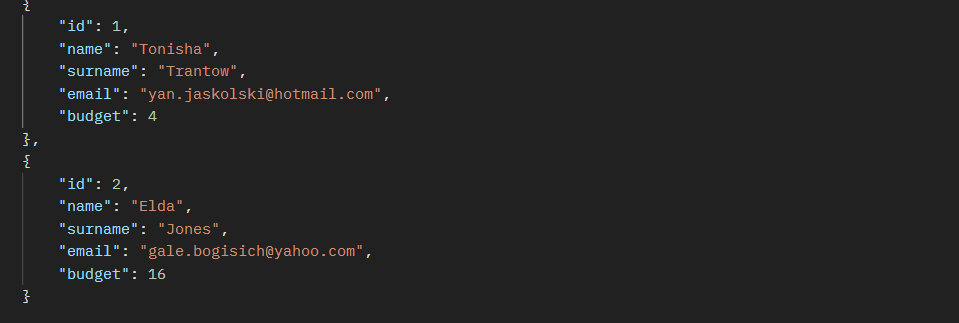 {
"id": 1,
"name": "Tonisha",
"surname": "Trantow",
"email": "yan.jaskolski@hotmail.com",
"budget": 4
},
{
"id": 2,
"name": "Elda",
"surname": "Jones",
"email": "gale.bogisich@yahoo.com",
"budget": 16
}